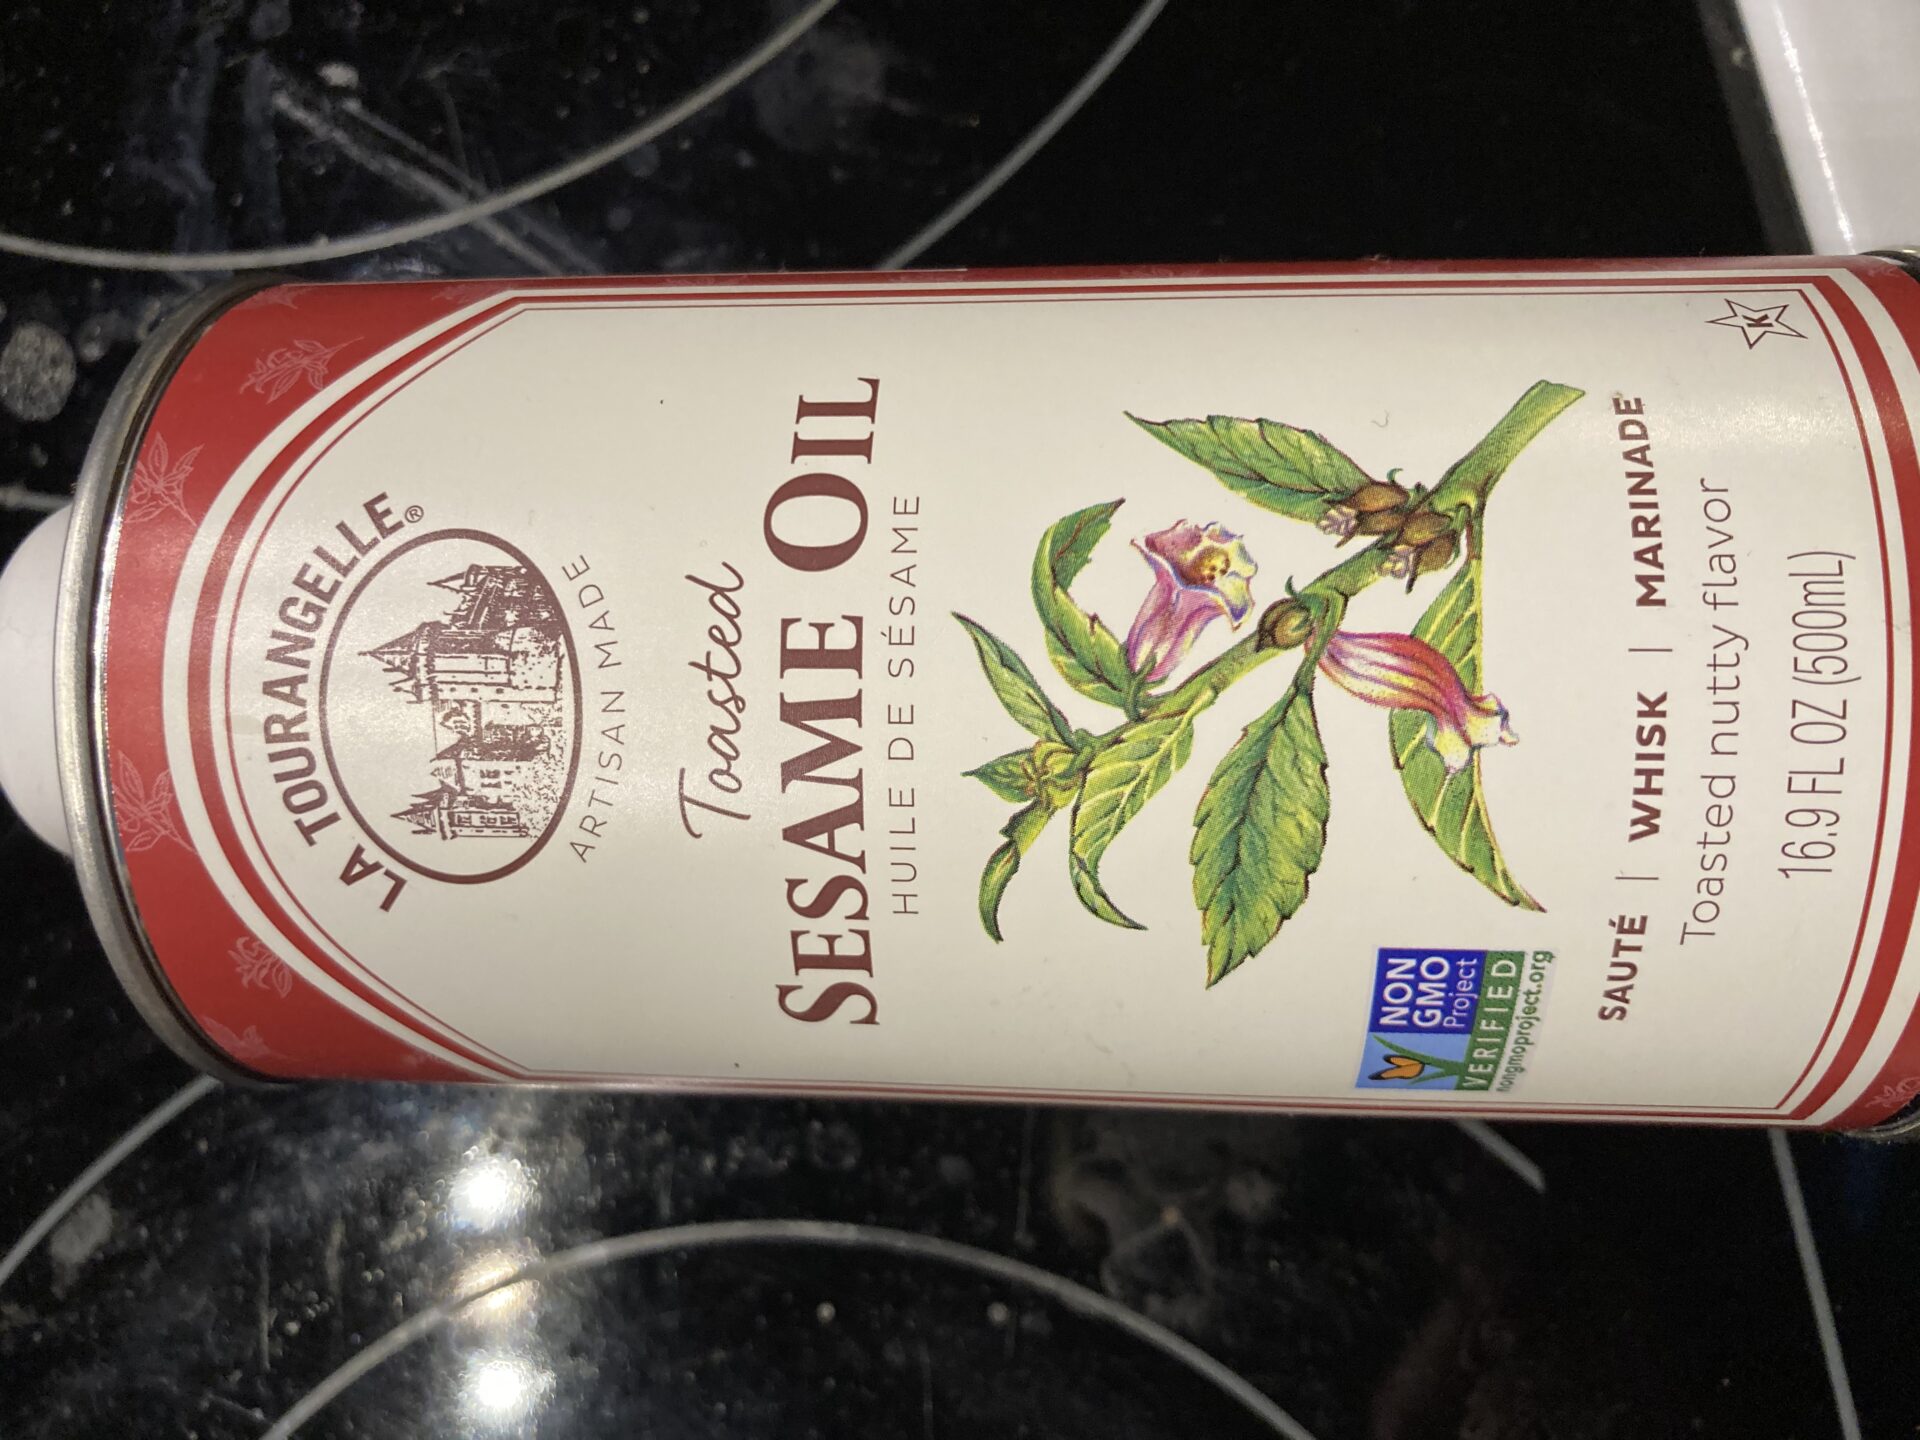 LA TOURANGELLE®
ARTISAN MADE
Toasted
SESAME OIL
HUILE DE SÉSAME
NON
GMO
Project
VERIFIED
nongmoproject.org
SAUTÉ | WHISK | MARINADE
Toasted nutty flavor
16.9 FL OZ (500mL)
K